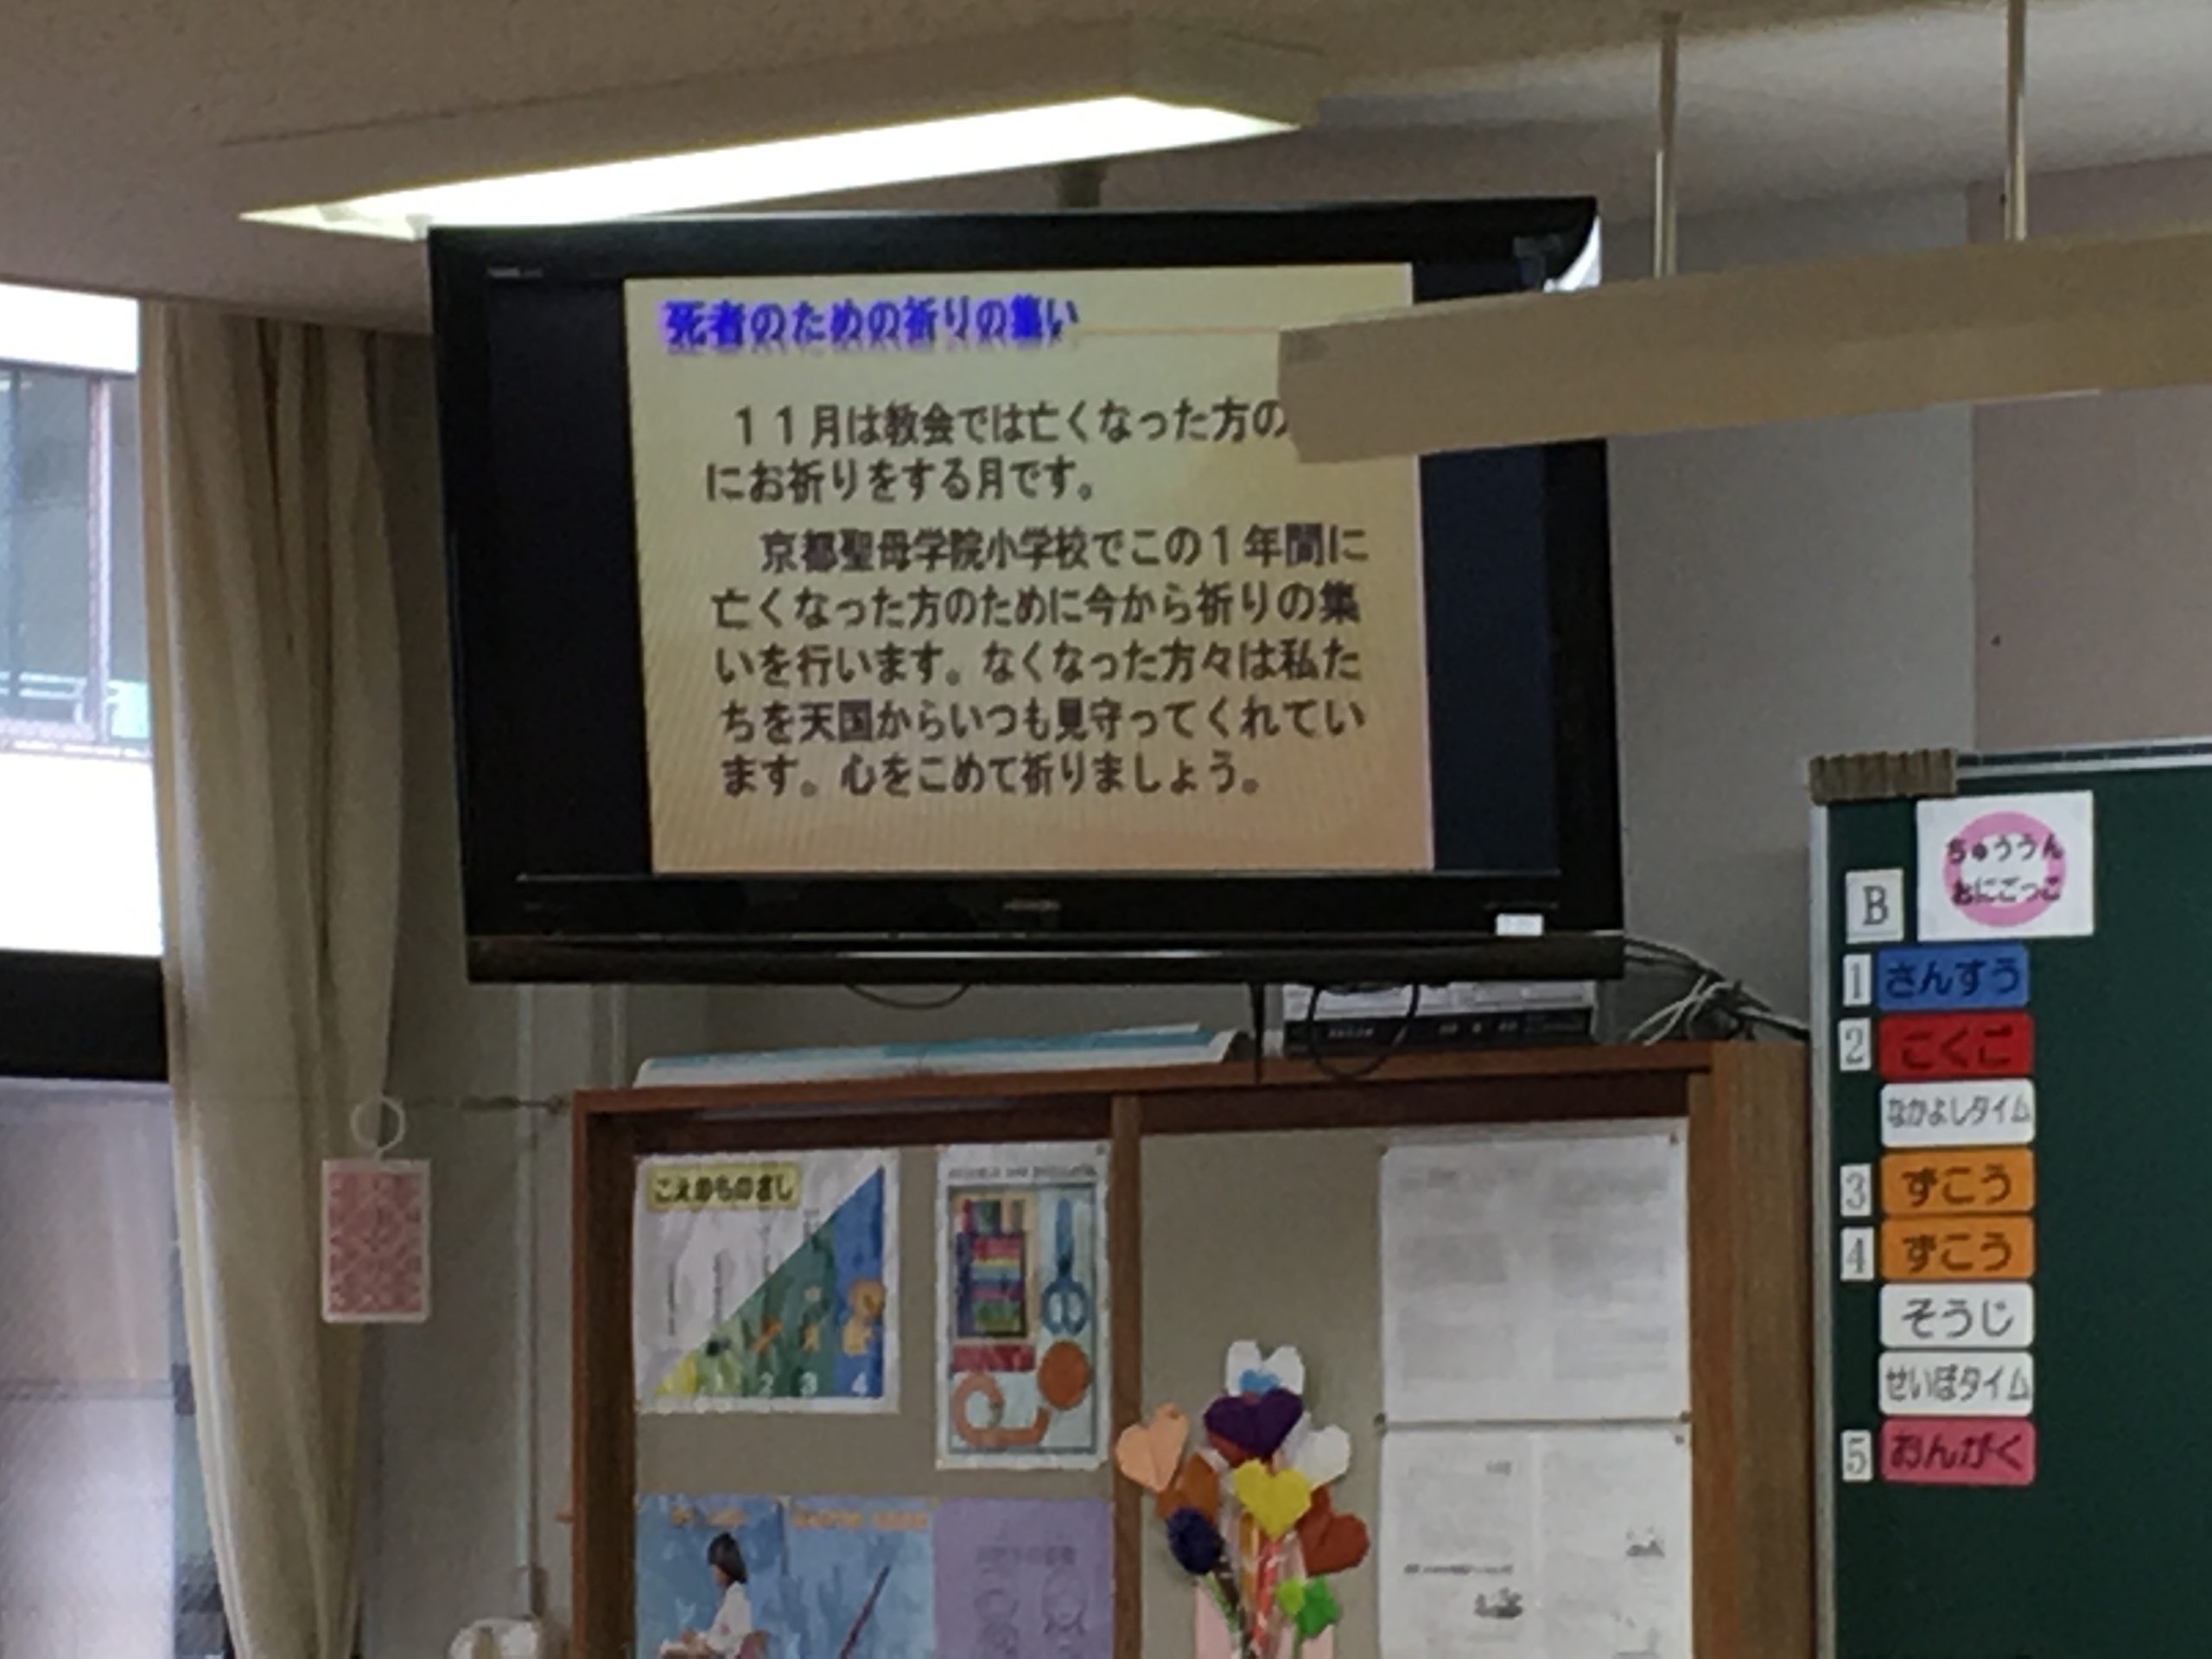 死者のための祈りの集い
11月は教会では亡くなった方の
にお祈りをする月です。
京都聖母学院小学校でこの1年間に
亡くなった方のために今から祈りの集
いを行います。なくなった方々は私た
ちを天国からいつも見守ってくれてい
ます。心をこめて祈りましょう。
ちゅううん
おにごっこ
B
1 さんすう
2 こくご
なかよしタイム
3 ずこう
4 ずこう
そうじ
せいぼタイム
5 おんがく
こえのものさし
1 2 3 4